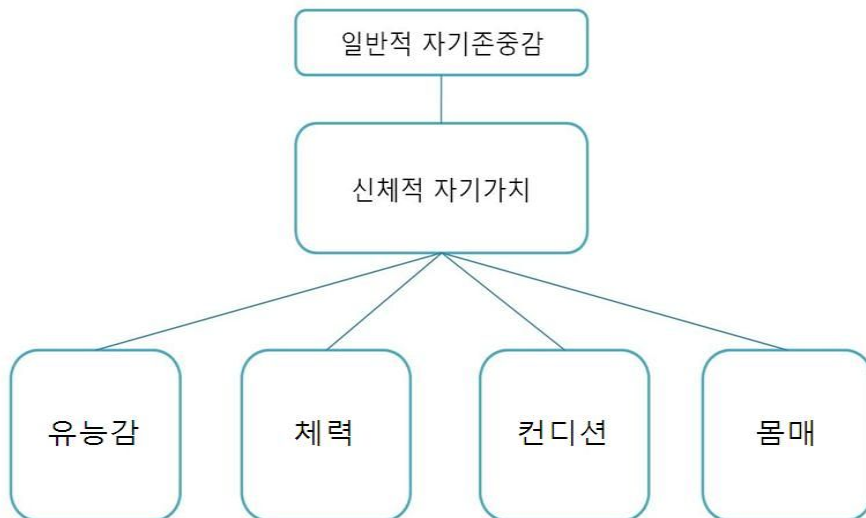 일반적 자기존중감
신체적 자기가치
유능감
체력
컨디션
몸매